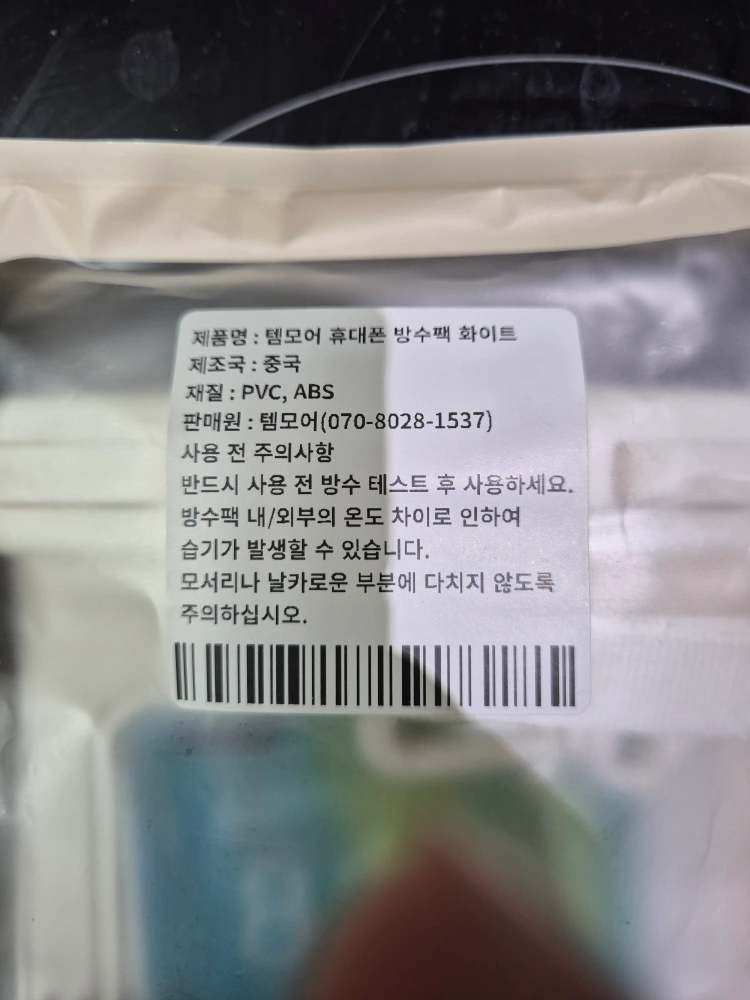 제품명 : 템모어 휴대폰 방수팩 화이트
제조국 : 중국
재질 : PVC, ABS
판매원 : 템모어(070-8028-1537)
사용 전 주의사항
반드시 사용 전 방수 테스트 후 사용하세요.
방수팩 내/외부의 온도 차이로 인하여
습기가 발생할 수 있습니다.
모서리나 날카로운 부분에 다치지 않도록
주의하십시오.